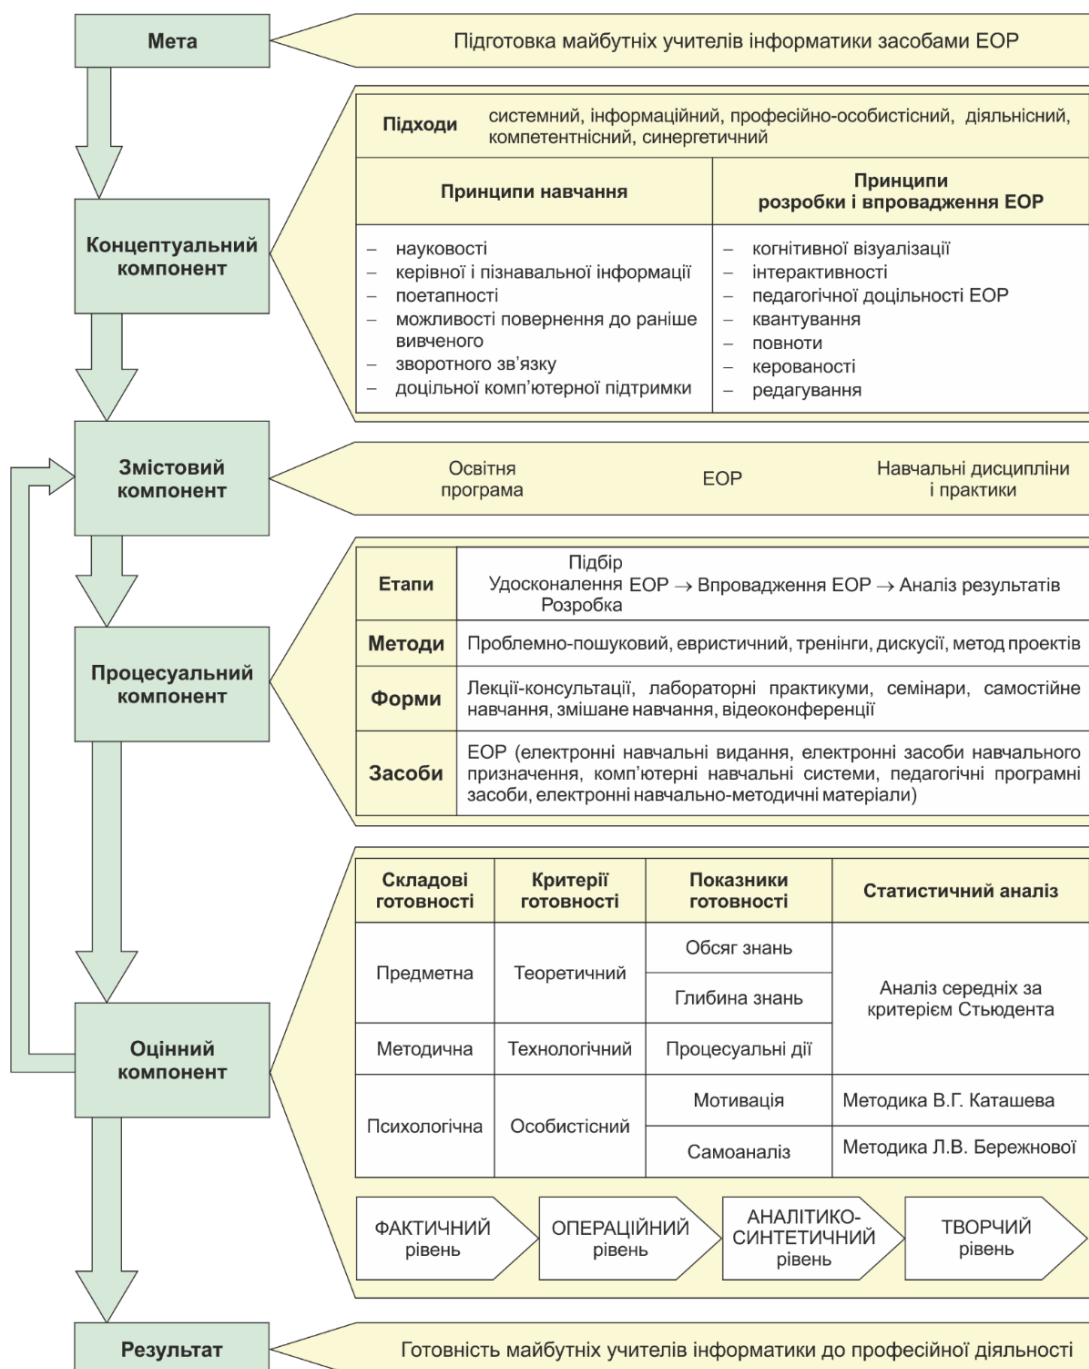 Мета
Підготовка майбутніх учителів інформатики засобами ЕОР
Концептуальний
компонент
Підходи
системний, інформаційний, професійно-особистісний, діяльнісний,
компетентнісний, синергетичний
Принципи навчання
Принципи
розробки і впровадження ЕОР
– науковості
– керівної і пізнавальної інформації
– поетапності
– можливості повернення до раніше
вивченого
– зворотного зв’язку
– доцільної комп’ютерної підтримки
– когнітивної візуалізації
– інтерактивності
– педагогічної доцільності ЕОР
– квантування
– повноти
– керованості
– редагування
Змістовий
компонент
Освітня
програма
ЕОР
Навчальні дисципліни
і практики
Процесуальний
компонент
Етапи
Підбір
Удосконалення ЕОР → Впровадження ЕОР → Аналіз результатів
Розробка
Методи
Проблемно-пошуковий, евристичний, тренінги, дискусії, метод проектів
Форми
Лекції-консультації, лабораторні практикуми, семінари, самостійне
навчання, змішане навчання, відеоконференції
Засоби
ЕОР (електронні навчальні видання, електронні засоби навчального
призначення, комп’ютерні навчальні системи, педагогічні програмні
засоби, електронні навчально-методичні матеріали)
Оцінний
компонент
Складові
готовності
Критерії
готовності
Показники
готовності
Статистичний аналіз
Предметна
Теоретичний
Обсяг знань
Глибина знань
Аналіз середніх за
критерієм Стьюдента
Методична
Технологічний
Процесуальні дії
Психологічна
Особистісний
Мотивація
Методика В.Г. Каташева
Самоаналіз
Методика Л.В. Бережнової
ФАКТИЧНИЙ
рівень
ОПЕРАЦІЙНИЙ
рівень
АНАЛІТИКО-
СИНТЕТИЧНИЙ
рівень
ТВОРЧИЙ
рівень
Результат
Готовність майбутніх учителів інформатики до професійної діяльності